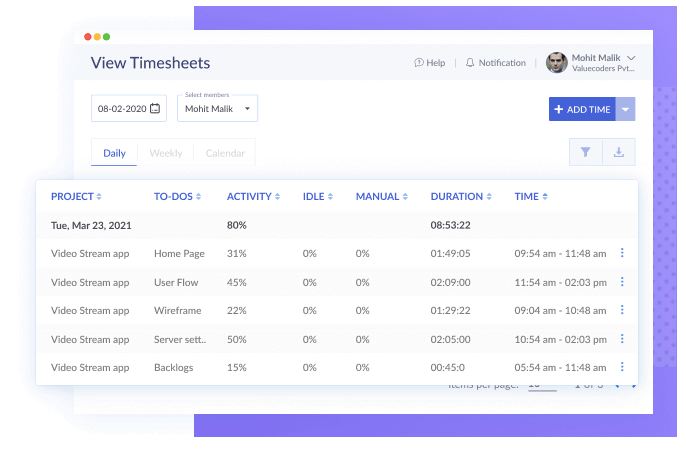 View Timesheets
Help | Notification | Mohit Malik
Valuecoders Pvt...
Select members
08-02-2020 Mohit Malik
+ ADD TIME
Daily Weekly Calendar
PROJECT TO-DOS ACTIVITY IDLE MANUAL DURATION TIME
Tue, Mar 23, 2021 80% 08:53:22
Video Stream app Home Page 31% 0% 0% 01:49:05 09:54 am - 11:48 am
Video Stream app User Flow 45% 0% 0% 02:09:00 11:54 am - 02:03 pm
Video Stream app Wireframe 22% 0% 0% 01:29:22 09:04 am - 10:48 am
Video Stream app Server sett.. 50% 0% 0% 02:05:00 10:54 am - 02:03 pm
Video Stream app Backlogs 15% 0% 0% 00:45:0 05:54 am - 11:48 am
Items per page: